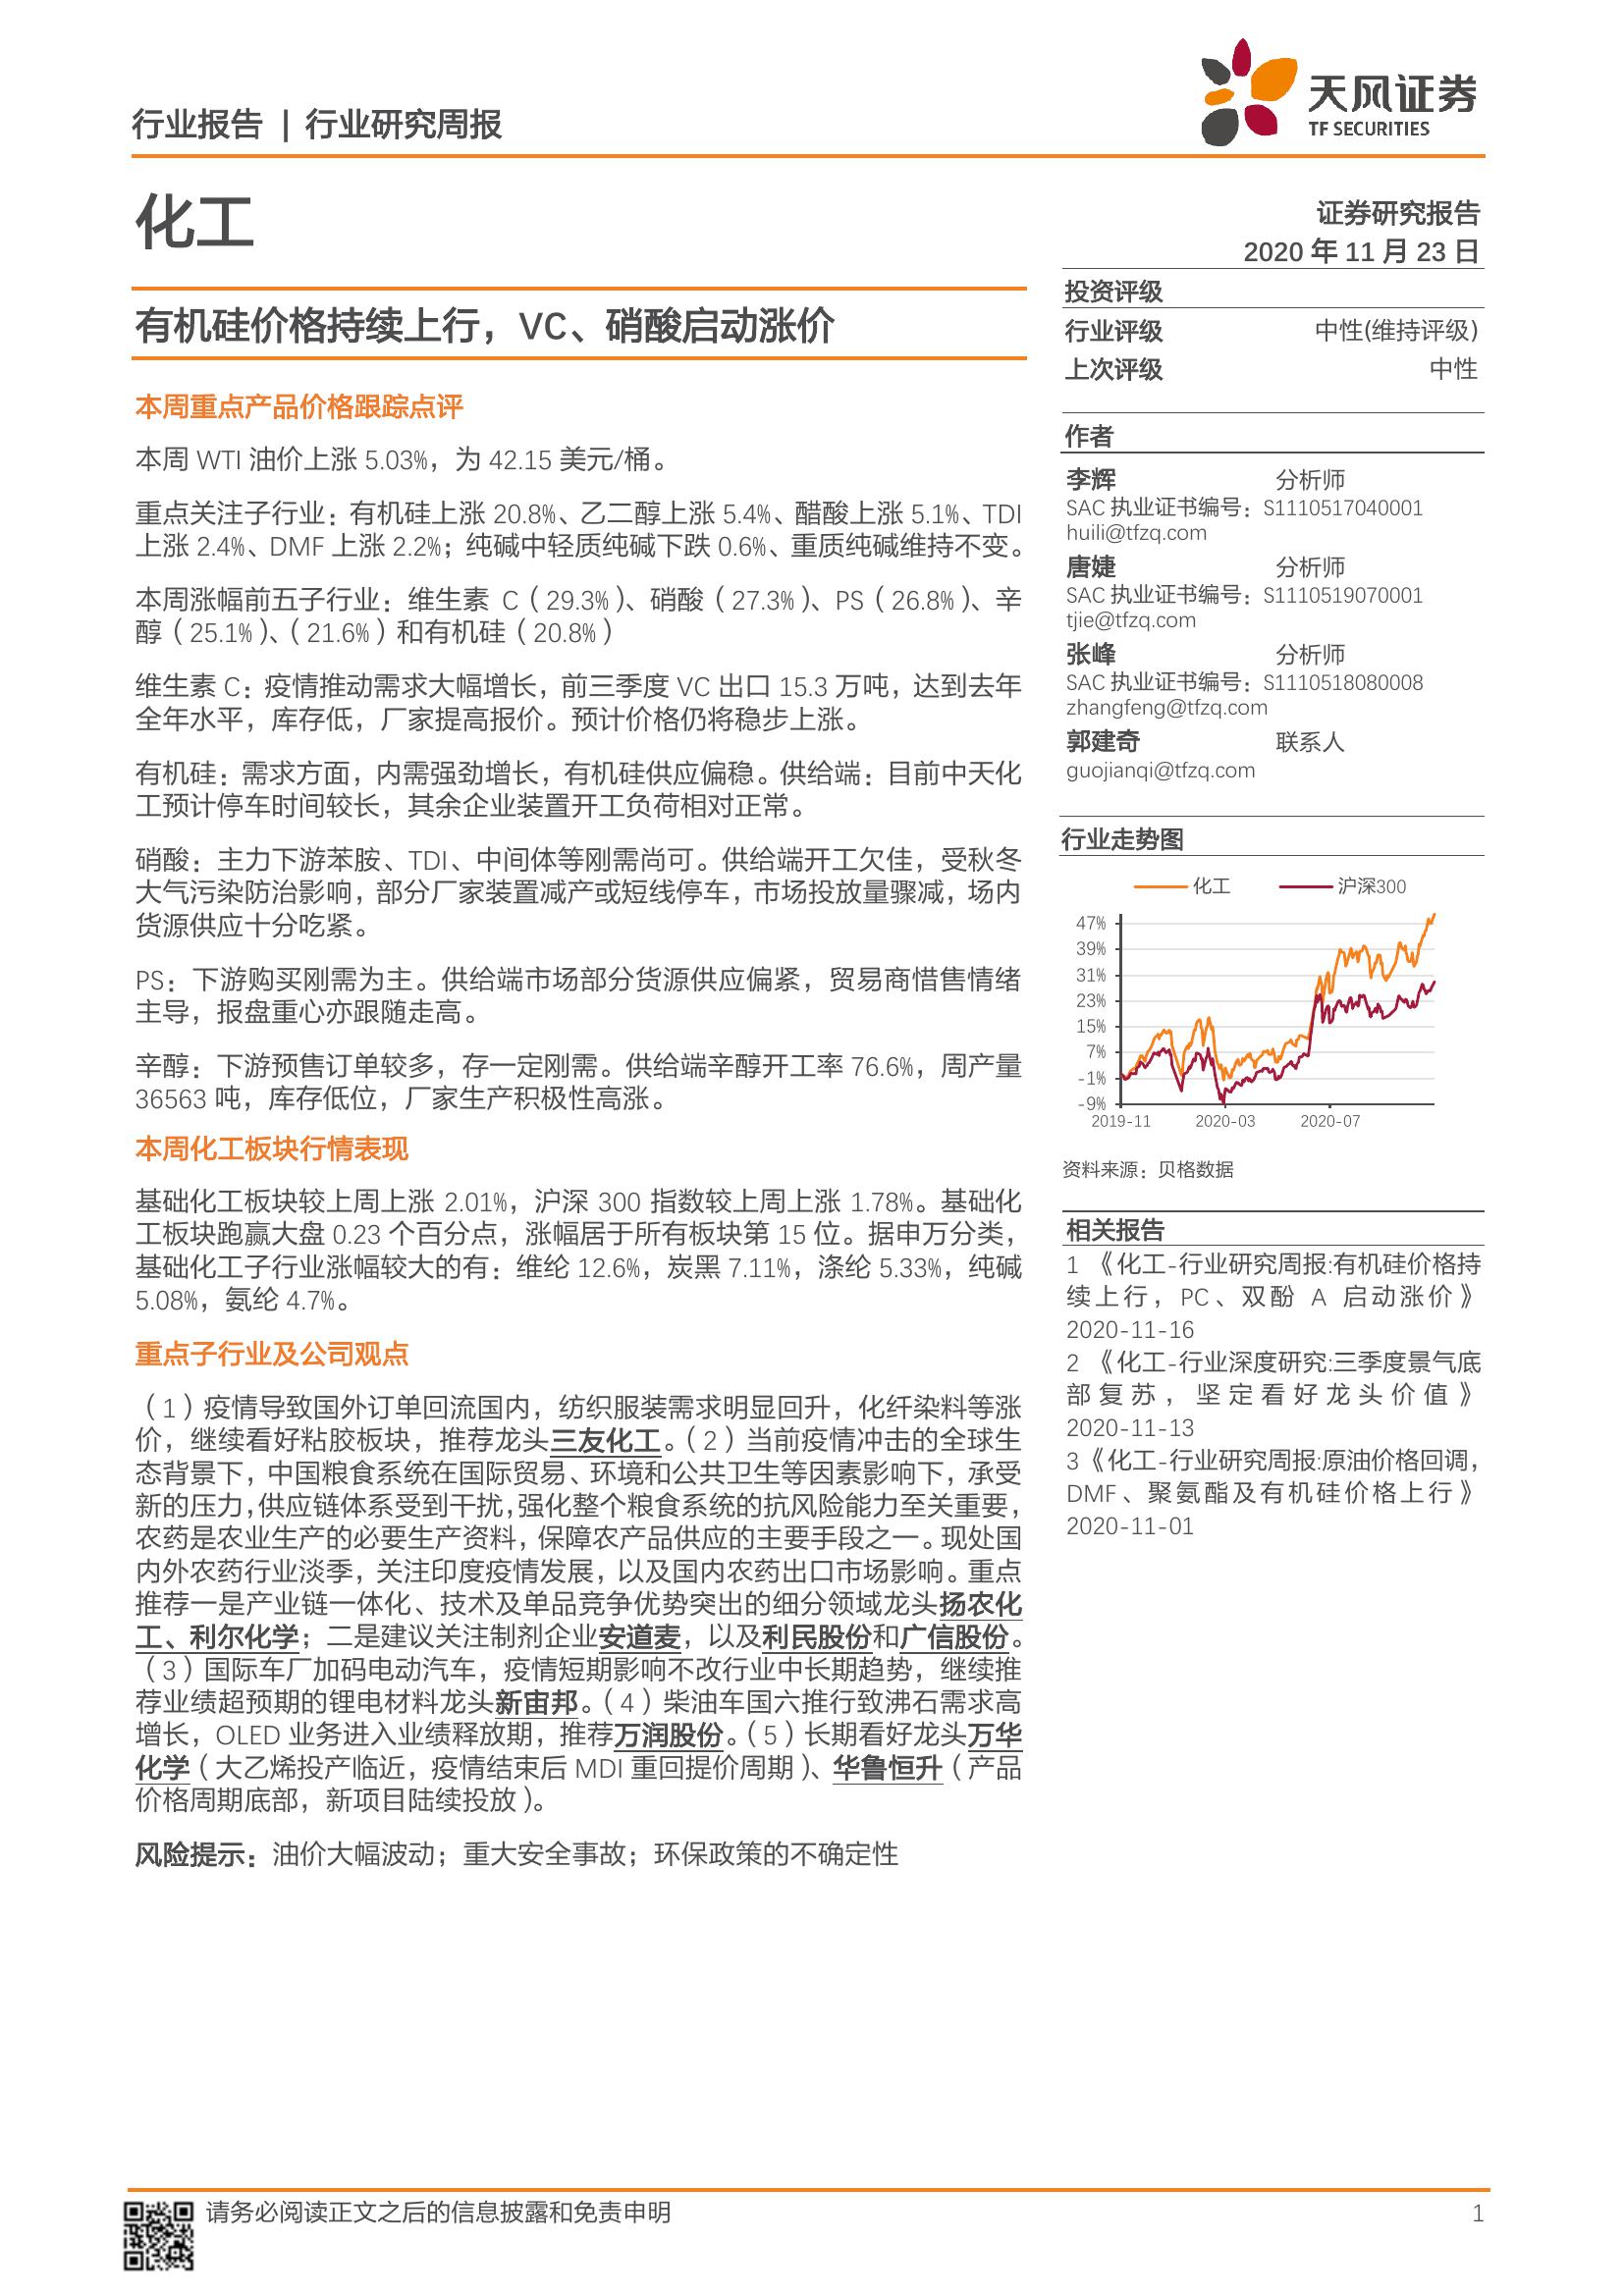 行业报告 | 行业研究周报
天风证券
TF SECURITIES
化工
有机硅价格持续上行，VC、硝酸启动涨价
本周重点产品价格跟踪点评
本周 WTI 油价上涨 5.03%，为 42.15 美元/桶。
重点关注子行业：有机硅上涨 20.8%、乙二醇上涨 5.4%、醋酸上涨 5.1%、TDI
上涨 2.4%、DMF 上涨 2.2%；纯碱中轻质纯碱下跌 0.6%、重质纯碱维持不变。
本周涨幅前五子行业：维生素 C（29.3%）、硝酸（27.3%）、PS（26.8%）、辛
醇（25.1%）、（21.6%）和有机硅（20.8%）
维生素 C：疫情推动需求大幅增长，前三季度 VC 出口 15.3 万吨，达到去年
全年水平，库存低，厂家提高报价。预计价格仍将稳步上涨。
有机硅：需求方面，内需强劲增长，有机硅供应偏稳。供给端：目前中天化
工预计停车时间较长，其余企业装置开工负荷相对正常。
硝酸：主力下游苯胺、TDI、中间体等刚需尚可。供给端开工欠佳，受秋冬
大气污染防治影响，部分厂家装置减产或短线停车，市场投放量骤减，场内
货源供应十分吃紧。
PS：下游购买刚需为主。供给端市场部分货源供应偏紧，贸易商惜售情绪
主导，报盘重心亦跟随走高。
辛醇：下游预售订单较多，存一定刚需。供给端辛醇开工率 76.6%，周产量
36563 吨，库存低位，厂家生产积极性高涨。
本周化工板块行情表现
基础化工板块较上周上涨 2.01%，沪深 300 指数较上周上涨 1.78%。基础化
工板块跑赢大盘 0.23 个百分点，涨幅居于所有板块第 15 位。据申万分类，
基础化工子行业涨幅较大的有：维纶 12.6%，炭黑 7.11%，涤纶 5.33%，纯碱
5.08%，氨纶 4.7%。
重点子行业及公司观点
（1）疫情导致国外订单回流国内，纺织服装需求明显回升，化纤染料等涨
价，继续看好粘胶板块，推荐龙头三友化工。（2）当前疫情冲击的全球生
态背景下，中国粮食系统在国际贸易、环境和公共卫生等因素影响下，承受
新的压力，供应链体系受到干扰，强化整个粮食系统的抗风险能力至关重要，
农药是农业生产的必要生产资料，保障农产品供应的主要手段之一。现处国
内外农药行业淡季，关注印度疫情发展，以及国内农药出口市场影响。重点
推荐一是产业链一体化、技术及单品竞争优势突出的细分领域龙头扬农化
工、利尔化学；二是建议关注制剂企业安道麦，以及利民股份和广信股份。
（3）国际车厂加码电动汽车，疫情短期影响不改行业中长期趋势，继续推
荐业绩超预期的锂电材料龙头新宙邦。（4）柴油车国六推行致沸石需求高
增长，OLED 业务进入业绩释放期，推荐万润股份。（5）长期看好龙头万华
化学（大乙烯投产临近，疫情结束后 MDI 重回提价周期）、华鲁恒升（产品
价格周期底部，新项目陆续投放）。
风险提示：油价大幅波动；重大安全事故；环保政策的不确定性
证券研究报告
2020 年 11 月 23 日
投资评级
行业评级 中性(维持评级)
上次评级 中性
作者
李辉 分析师
SAC 执业证书编号：S1110517040001
huili@tfzq.com
唐婕 分析师
SAC 执业证书编号：S1110519070001
tjie@tfzq.com
张峰 分析师
SAC 执业证书编号：S1110518080008
zhangfeng@tfzq.com
郭建奇 联系人
guojianqi@tfzq.com
行业走势图
化工 沪深300
47%
39%
31%
23%
15%
7%
-1%
-9%
2019-11 2020-03 2020-07
资料来源：贝格数据
相关报告
1 《化工-行业研究周报:有机硅价格持
续上行，PC、双酚 A 启动涨价》
2020-11-16
2 《化工-行业深度研究:三季度景气底
部复苏，坚定看好龙头价值》
2020-11-13
3《化工-行业研究周报:原油价格回调，
DMF、聚氨酯及有机硅价格上行》
2020-11-01
请务必阅读正文之后的信息披露和免责申明 1